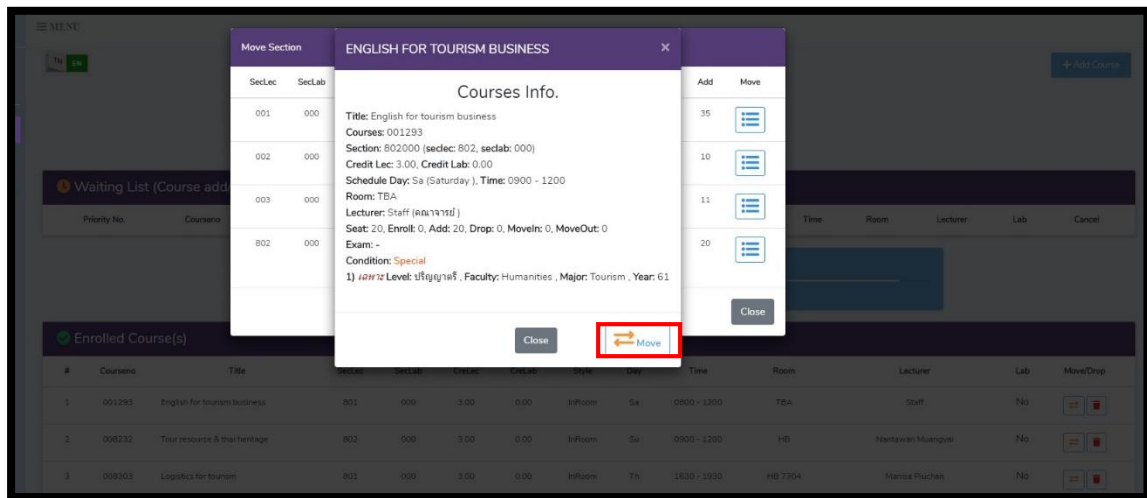 MENU
TH EN
+ Add Course
Move Section
SecLec SecLab Add Move
001 000 35
002 000 10
003 000 11
802 000 20
Close
ENGLISH FOR TOURISM BUSINESS ×
Courses Info.
Title: English for tourism business
Courses: 001293
Section: 802000 (seclec: 802, seclab: 000)
Credit Lec: 3.00, Credit Lab: 0.00
Schedule Day: Sa (Saturday ), Time: 0900 - 1200
Room: TBA
Lecturer: Staff (คณาจารย์ )
Seat: 20, Enroll: 0, Add: 20, Drop: 0, MoveIn: 0, MoveOut: 0
Exam: -
Condition: Special
1) เฉพาะ Level: ปริญญาตรี , Faculty: Humanities , Major: Tourism , Year: 61
Close Move
Waiting List (Course add
Priority No. Courseno Time Room Lecturer Lab Cancel
Enrolled Course(s)
# Courseno Title SecLec SecLab CreLec CreLab Style Day Time Room Lecturer Lab Move/Drop
1 001293 English for tourism business 801 000 3.00 0.00 InRoom Sa 0800 - 1200 TBA Staff No
2 008232 Tour resource & thai heritage 802 000 3.00 0.00 InRoom Su 0900 - 1200 HB Nantawan Muangyai No
3 008303 Logistics for tourism 801 000 3.00 0.00 InRoom Th 1630 - 1930 HB 7304 Manisa Piuchan No